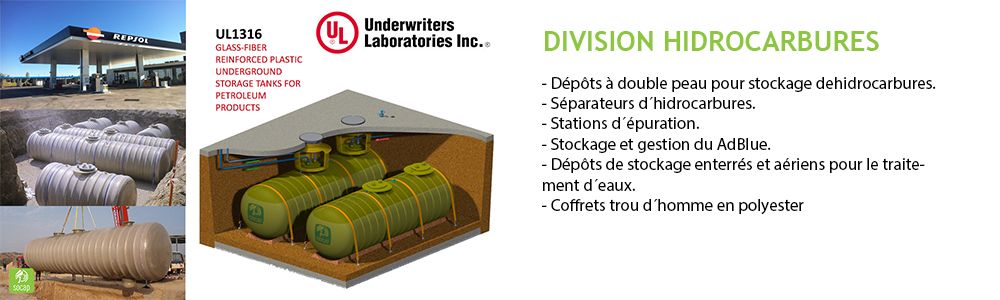 REPSOL
socap
UL1316
GLASS-FIBER
REINFORCED PLASTIC
UNDERGROUND
STORAGE TANKS FOR
PETROLEUM
PRODUCTS
UL
Underwriters
Laboratories Inc.®
DIVISION HIDROCARBURES
- Dépôts à double peau pour stockage dehidrocarbures.
- Séparateurs d´hidrocarbures.
- Stations d´épuration.
- Stockage et gestion du AdBlue.
- Dépôts de stockage enterrés et aériens pour le traite-
ment d´eaux.
- Coffrets trou d´homme en polyester